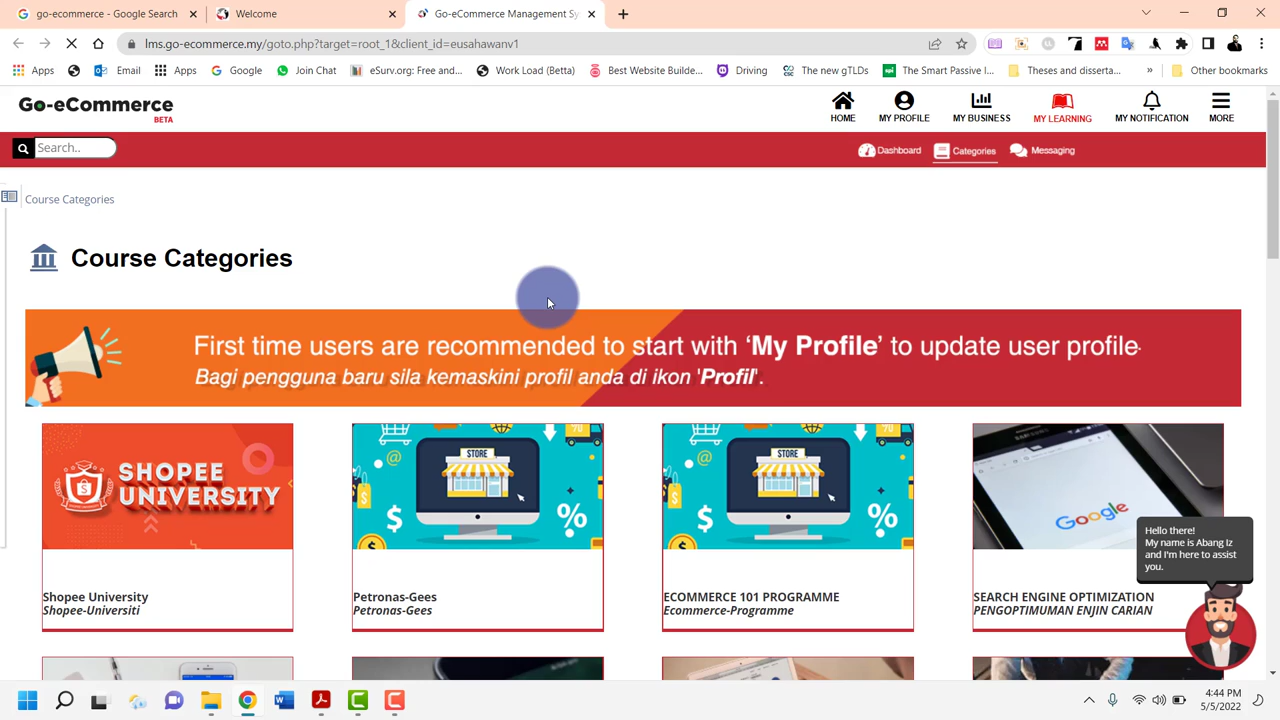 go-ecommerce - Google Search
Welcome
Go-eCommerce Management Sy
lms.go-ecommerce.my/goto.php?target=root_1&client_id=eusahawanv1
Apps
Email
Google
Join Chat
eSurv.org: Free and...
Work Load (Betta)
Best Website Builde...
Driving
The new gTLDs
The Smart Passive I...
Theses and disserta...
»
Other bookmarks
Go-eCommerce
BETA
HOME
MY PROFILE
MY BUSINESS
MY LEARNING
MY NOTIFICATION
MORE
Search..
Dashboard
Categories
Messaging
Course Categories
Course Categories
First time users are recommended to start with ‘My Profile’ to update user profile.
Bagi pengguna baru sila kemaskini profil anda di ikon 'Profil'.
SHOPEE
UNIVERSITY
STORE
STORE
Google
Shopee University
Shopee-Universiti
Petronas-Gees
Petronas-Gees
ECOMMERCE 101 PROGRAMME
Ecommerce-Programme
SEARCH ENGINE OPTIMIZATION
PENGOPTIMUMAN ENJIN CARIAN
Hello there!
My name is Abang Iz
and I'm here to assist
you.
4:44 PM
5/5/2022